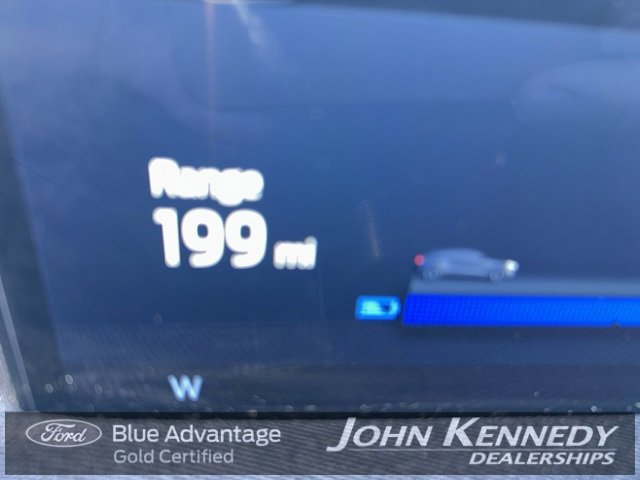 Range
199 mi
W
Ford
Blue Advantage
Gold Certified
JOHN KENNEDY
DEALERSHIPS